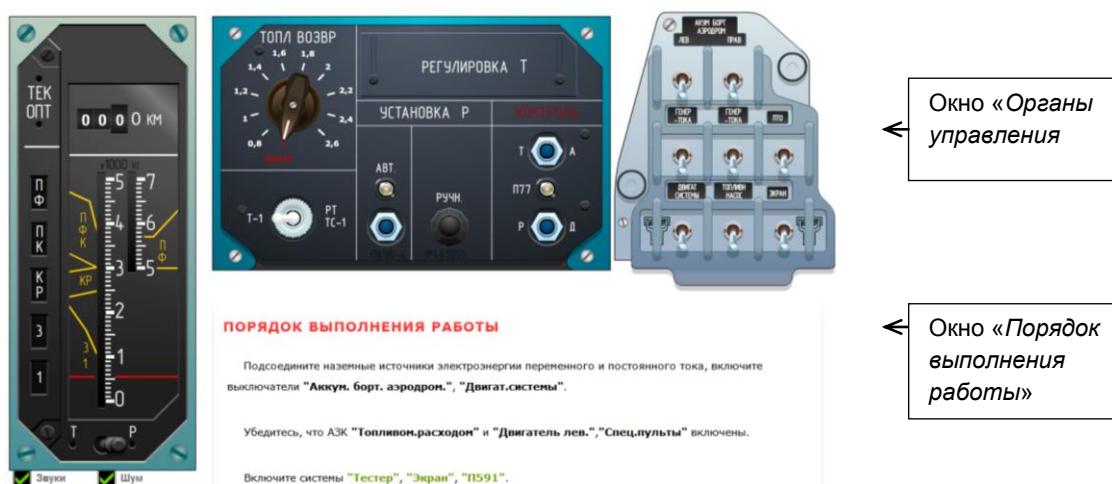 ТЕК
ОПТ
0 0 0 0 КМ
х1000 кг
5
4
3
2
1
0
7
6
5
П
Ф
К
КР
З
1
П
Ф
П
Ф
П
К
К
Р
З
1
Т
Р
Звуки
Шум
ТОПЛ ВОЗВР
0,8
1
1,2
1,4
1,6
1,8
2
2,2
2,4
2,6
РЕГУЛИРОВКА Т
УСТАНОВКА Р
КОНТРОЛЬ
АВТ.
РУЧН.
Т
А
П77
Р
Д
Т-1
РТ
ТС-1
АКУМ БОРТ
АЭРОДРОМ
ЛЕВ
ПРАВ
ГЕНЕР
-ТОКА
ГЕНЕР
-ТОКА
ПТО
ДВИГАТ
СИСТЕМЫ
ТОПЛИВН
НАСОС
ЭКРАН
Окно «Органы
управления
ПОРЯДОК ВЫПОЛНЕНИЯ РАБОТЫ
Подсоедините наземные источники электроэнергии переменного и постоянного тока, включите
выключатели "Аккум. борт. аэродром.", "Двигат.системы".
Убедитесь, что АЗК "Топливом.расходом" и "Двигатель лев.","Спец.пульты" включены.
Включите системы "Тестер", "Экран", "П591".
Окно «Порядок
выполнения
работы»